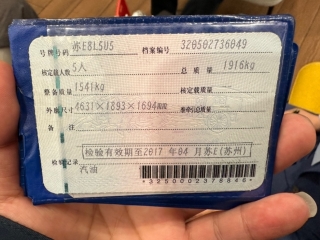 号牌号码 苏E8L5U5 档案编号 320502736049
核定载人数 5人 总质量 1916kg
整备质量 1541kg 核定载质量
外廓尺寸 4631×1893×1694mm 准牵引总质量
备注
检验有效期至2017年04月苏E(苏州)
检验记录
汽油
*3250002378848*